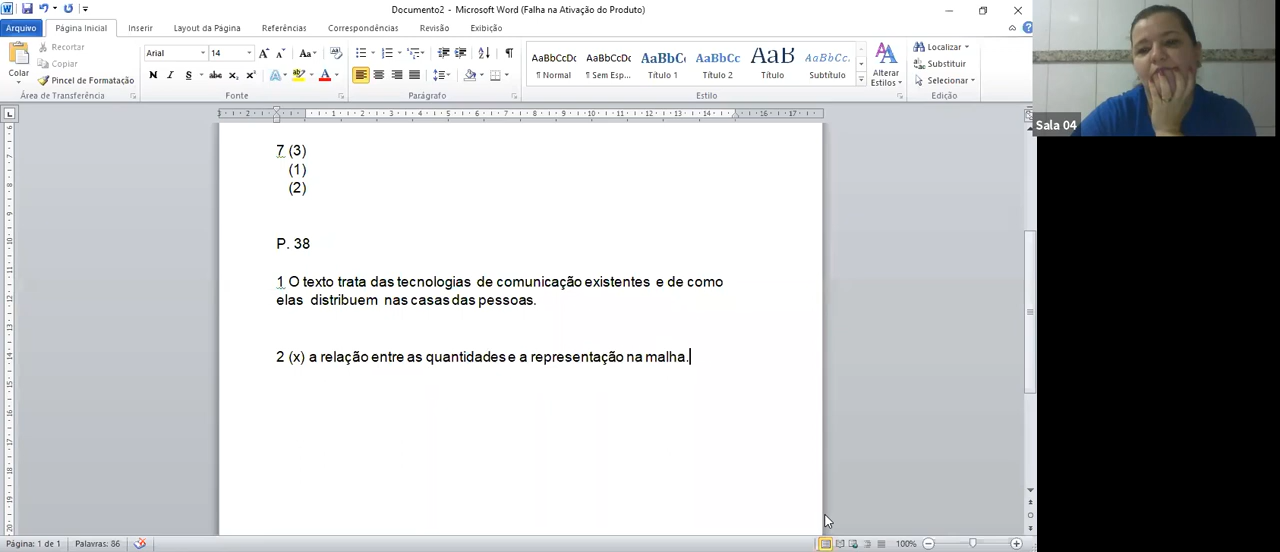 Documento2 - Microsoft Word (Falha na Ativação do Produto)
Arquivo Página Inicial Inserir Layout da Página Referências Correspondências Revisão Exibição
Colar
Recortar
Copiar
Pincel de Formatação
Área de Transferência
Arial 14
N I S abc x₂ x²
Fonte
Parágrafo
AaBbCcDc AaBbCcDc AaBbC( AaBbCc AaB AaBbCc.
¶ Normal ¶ Sem Esp... Título 1 Título 2 Título Subtítulo
Alterar Estilos
Estilo
Localizar
Substituir
Selecionar
Edição
Sala 04
7 (3)
(1)
(2)
P. 38
1 O texto trata das tecnologias de comunicação existentes e de como
elas distribuem nas casas das pessoas.
2 (x) a relação entre as quantidades e a representação na malha.
Página: 1 de 1 Palavras: 86 100%